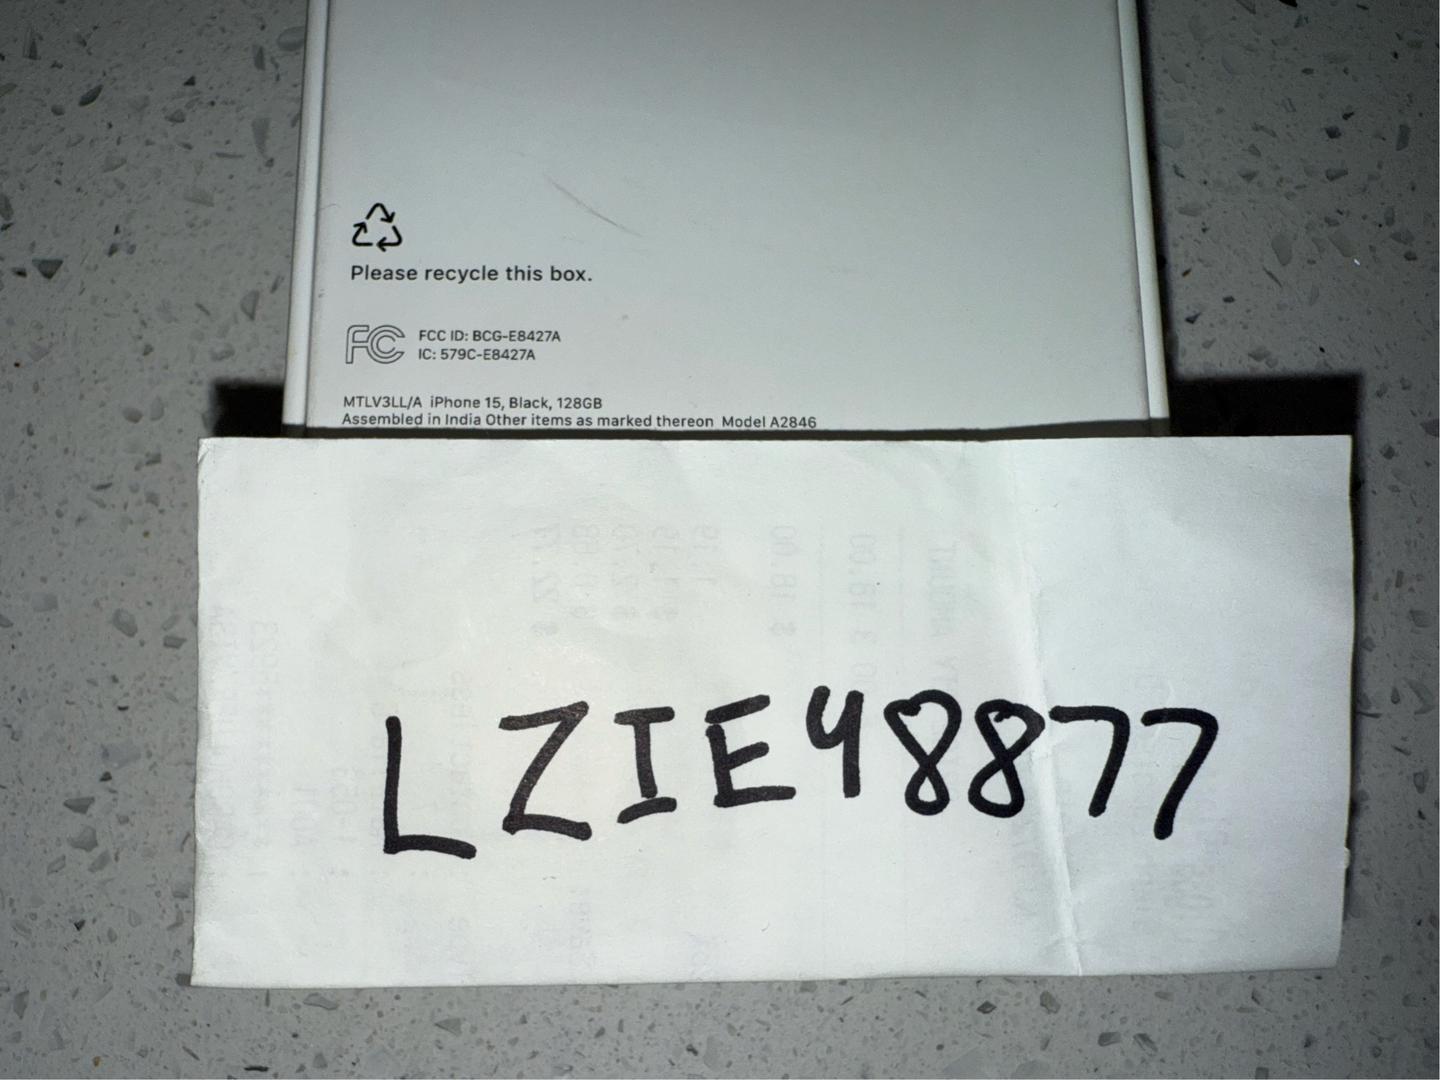 Please recycle this box.
FC FCC ID: BCG-E8427A
IC: 579C-E8427A
MTLV3LL/A iPhone 15, Black, 128GB
Assembled in India Other items as marked thereon Model A2846
LZIE48877